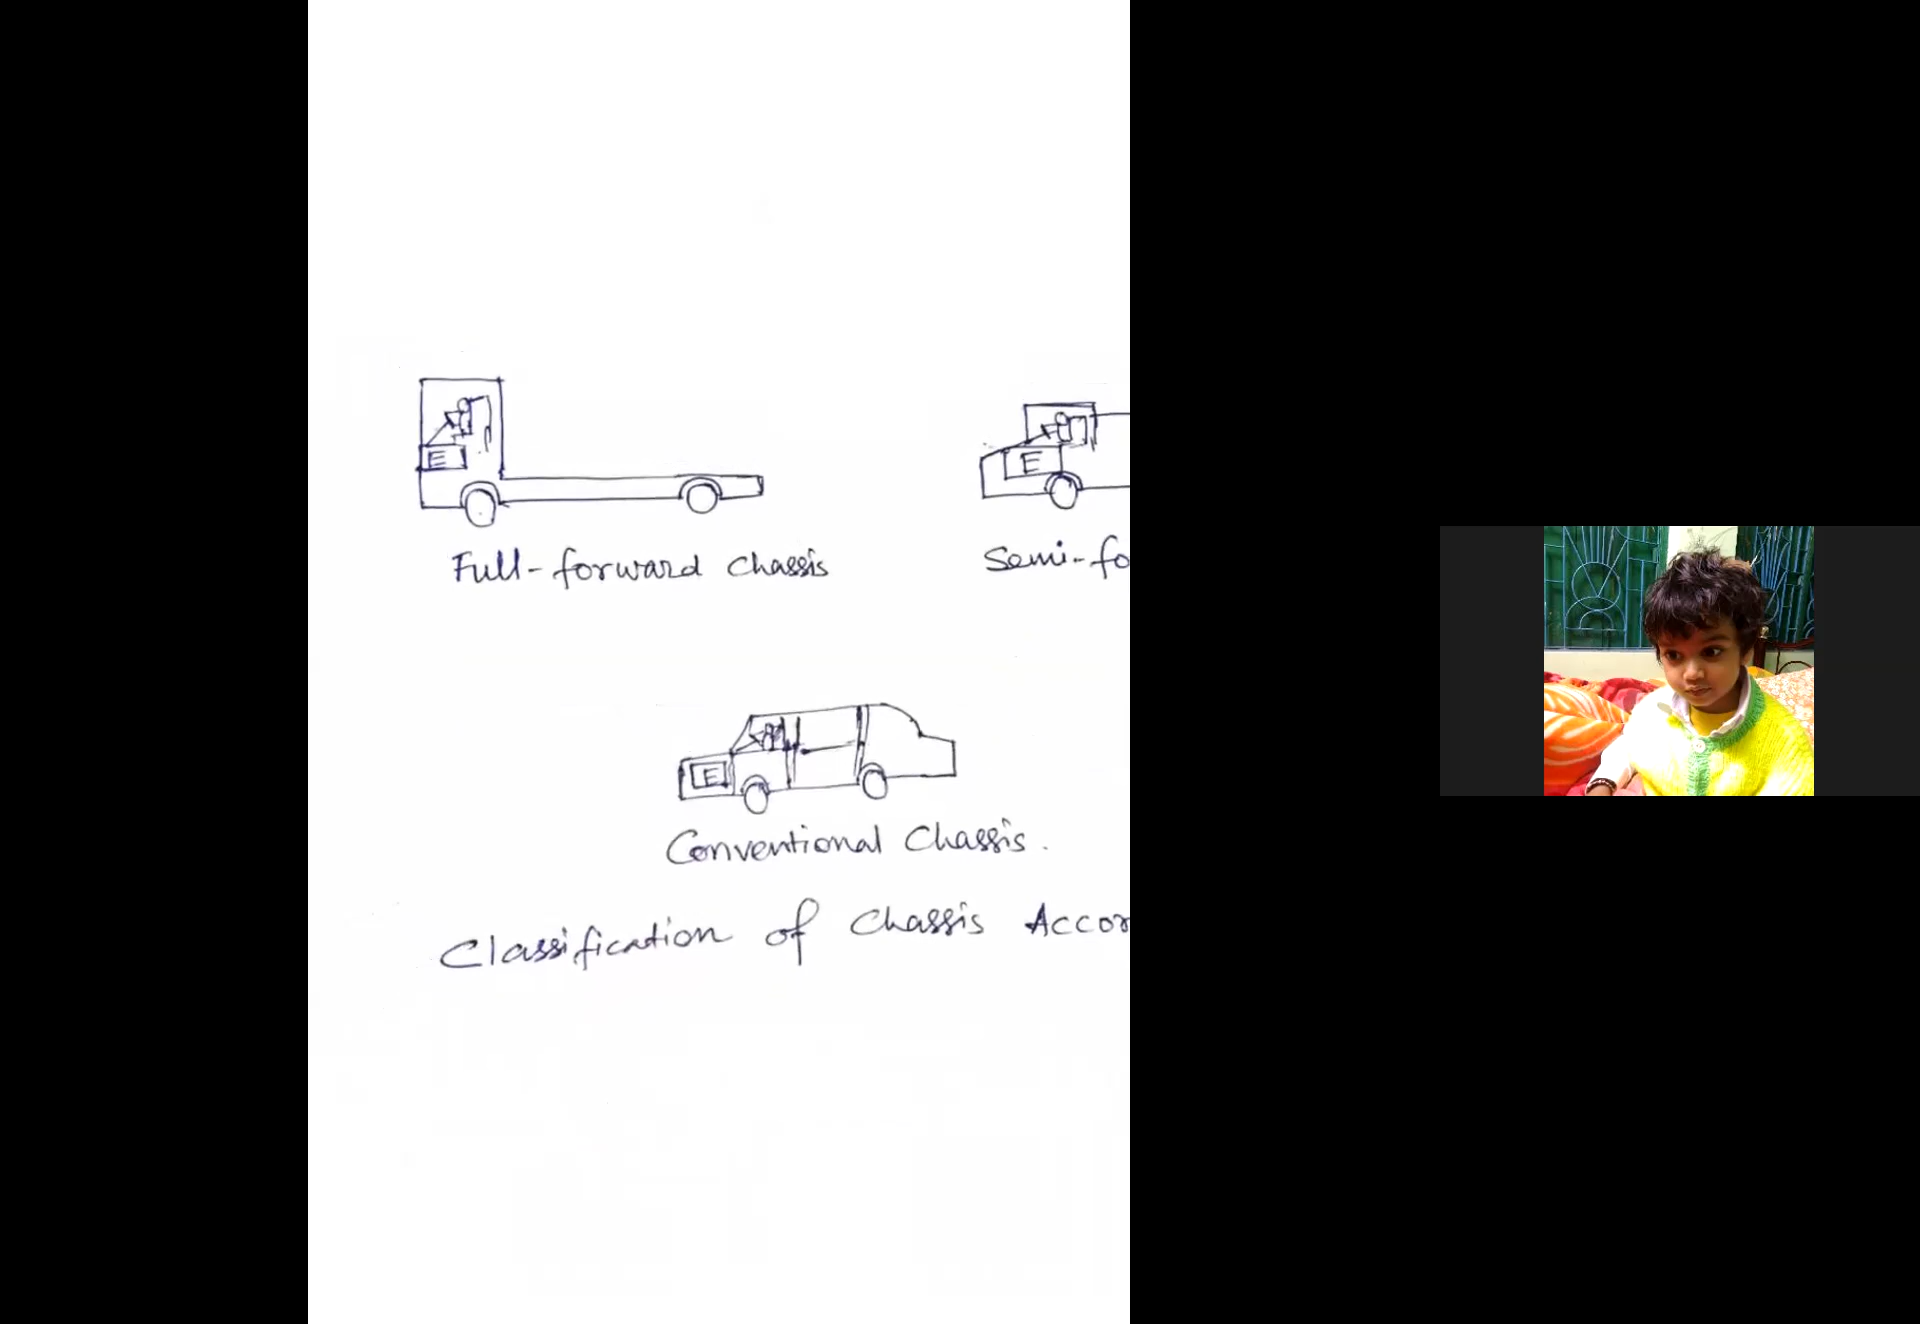 E
E
Full-forward chassis
Semi-fo
E
Conventional Chassis.
Classification of Chassis Accor